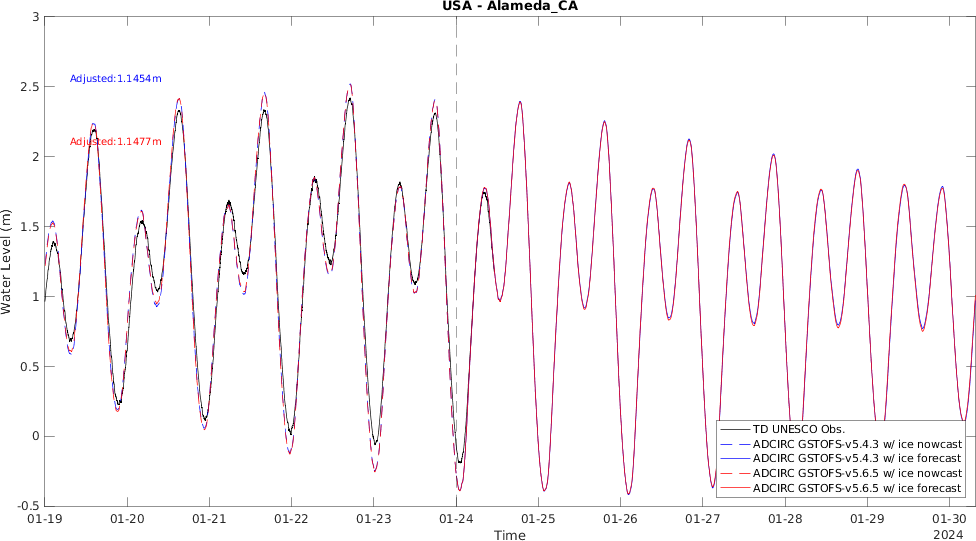 USA - Alameda_CA
3
2.5
2
1.5
1
0.5
0
-0.5
Water Level (m)
Adjusted:1.1454m
Adjusted:1.1477m
TD UNESCO Obs.
ADCIRC GSTOFS-v5.4.3 w/ ice nowcast
ADCIRC GSTOFS-v5.4.3 w/ ice forecast
ADCIRC GSTOFS-v5.6.5 w/ ice nowcast
ADCIRC GSTOFS-v5.6.5 w/ ice forecast
01-19 01-20 01-21 01-22 01-23 01-24 01-25 01-26 01-27 01-28 01-29 01-30
Time
2024